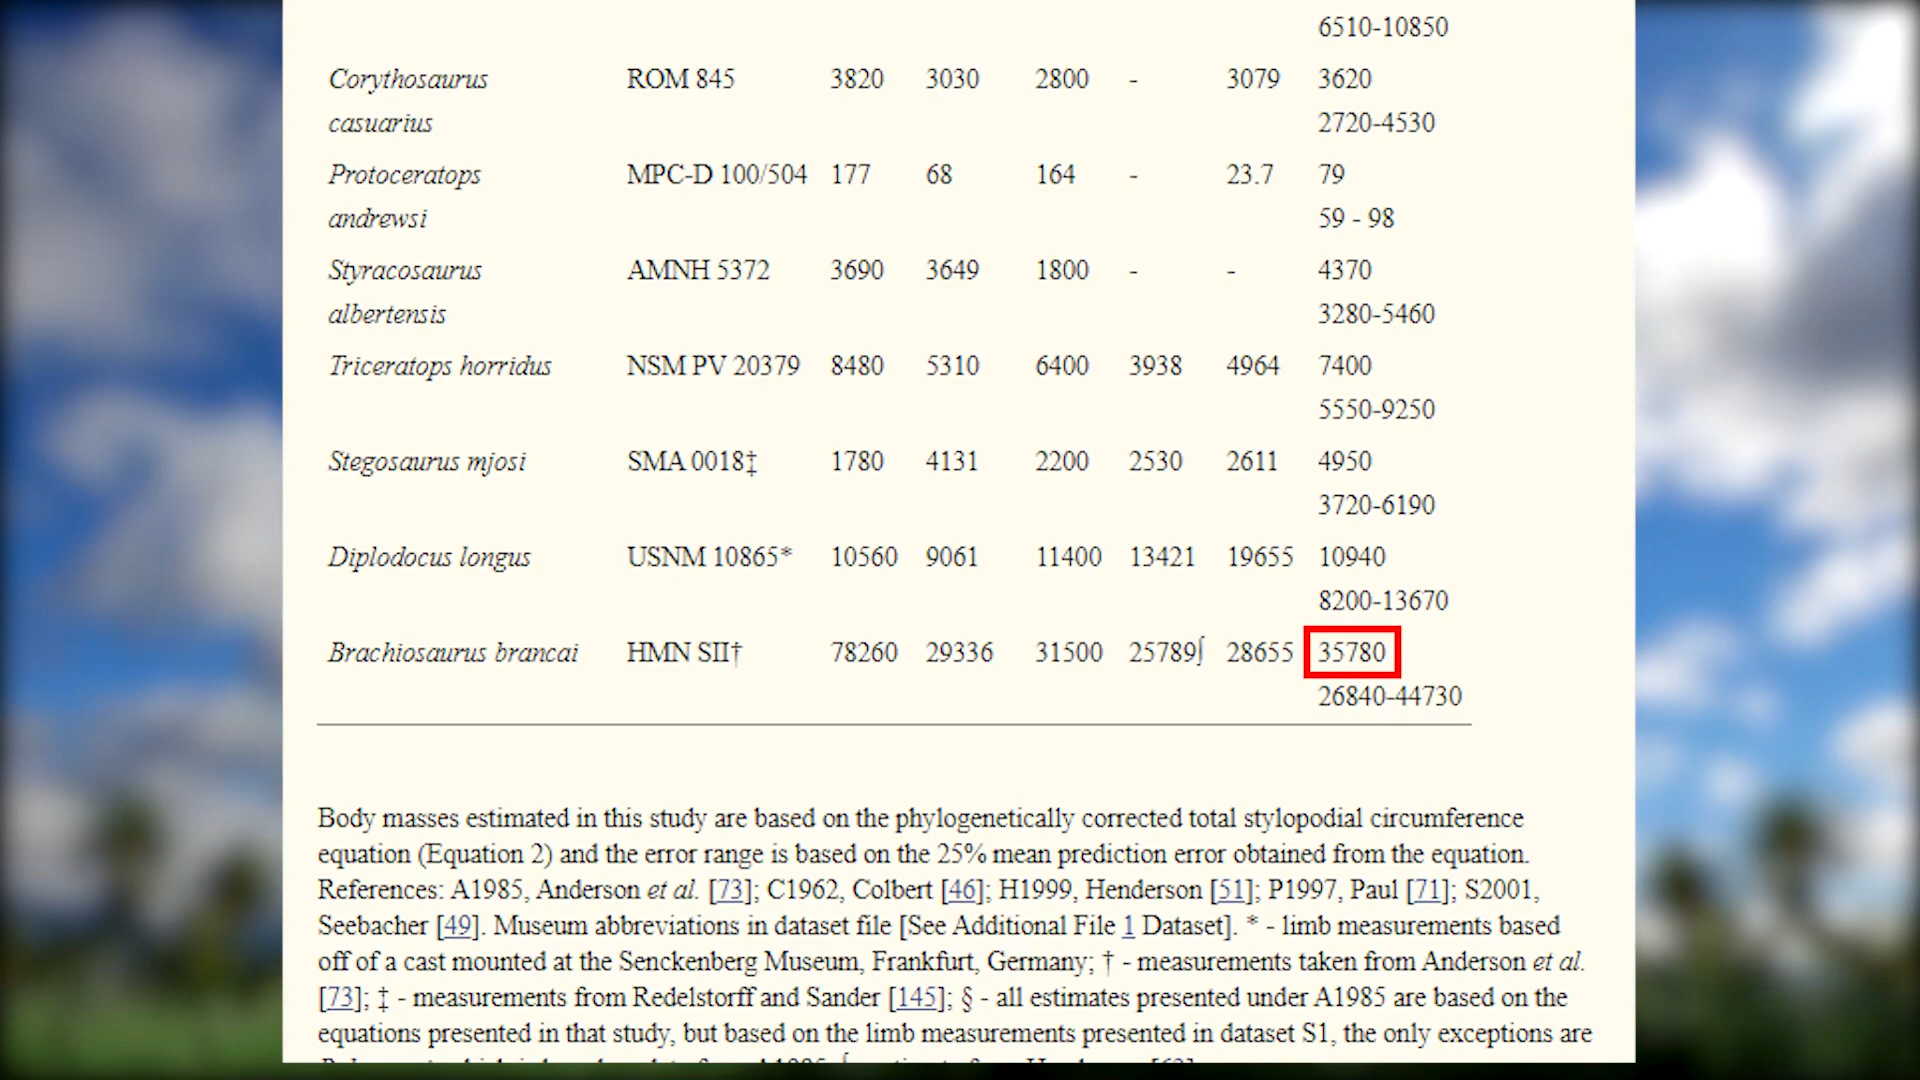 6510-10850
Corythosaurus ROM 845 3820 3030 2800 - 3079 3620
casuarius 2720-4530
Protoceratops MPC-D 100/504 177 68 164 - 23.7 79
andrewsi 59 - 98
Styracosaurus AMNH 5372 3690 3649 1800 - - 4370
albertensis 3280-5460
Triceratops horridus NSM PV 20379 8480 5310 6400 3938 4964 7400
5550-9250
Stegosaurus mjosi SMA 0018‡ 1780 4131 2200 2530 2611 4950
3720-6190
Diplodocus longus USNM 10865* 10560 9061 11400 13421 19655 10940
8200-13670
Brachiosaurus brancai HMN SII† 78260 29336 31500 25789∫ 28655 35780
26840-44730
Body masses estimated in this study are based on the phylogenetically corrected total stylopodial circumference
equation (Equation 2) and the error range is based on the 25% mean prediction error obtained from the equation.
References: A1985, Anderson et al. [73]; C1962, Colbert [46]; H1999, Henderson [51]; P1997, Paul [71]; S2001,
Seebacher [49]. Museum abbreviations in dataset file [See Additional File 1 Dataset]. * - limb measurements based
off of a cast mounted at the Senckenberg Museum, Frankfurt, Germany; † - measurements taken from Anderson et al.
[73]; ‡ - measurements from Redelstorff and Sander [145]; § - all estimates presented under A1985 are based on the
equations presented in that study, but based on the limb measurements presented in dataset S1, the only exceptions are